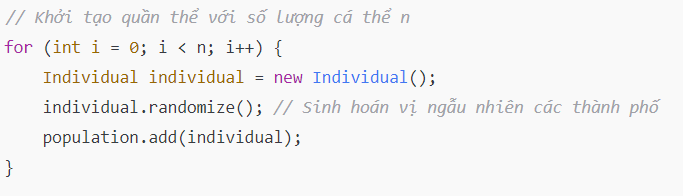 // Khởi tạo quần thể với số lượng cá thể n
for (int i = 0; i < n; i++) {
    Individual individual = new Individual();
    individual.randomize(); // Sinh hoán vị ngẫu nhiên các thành phố
    population.add(individual);
}